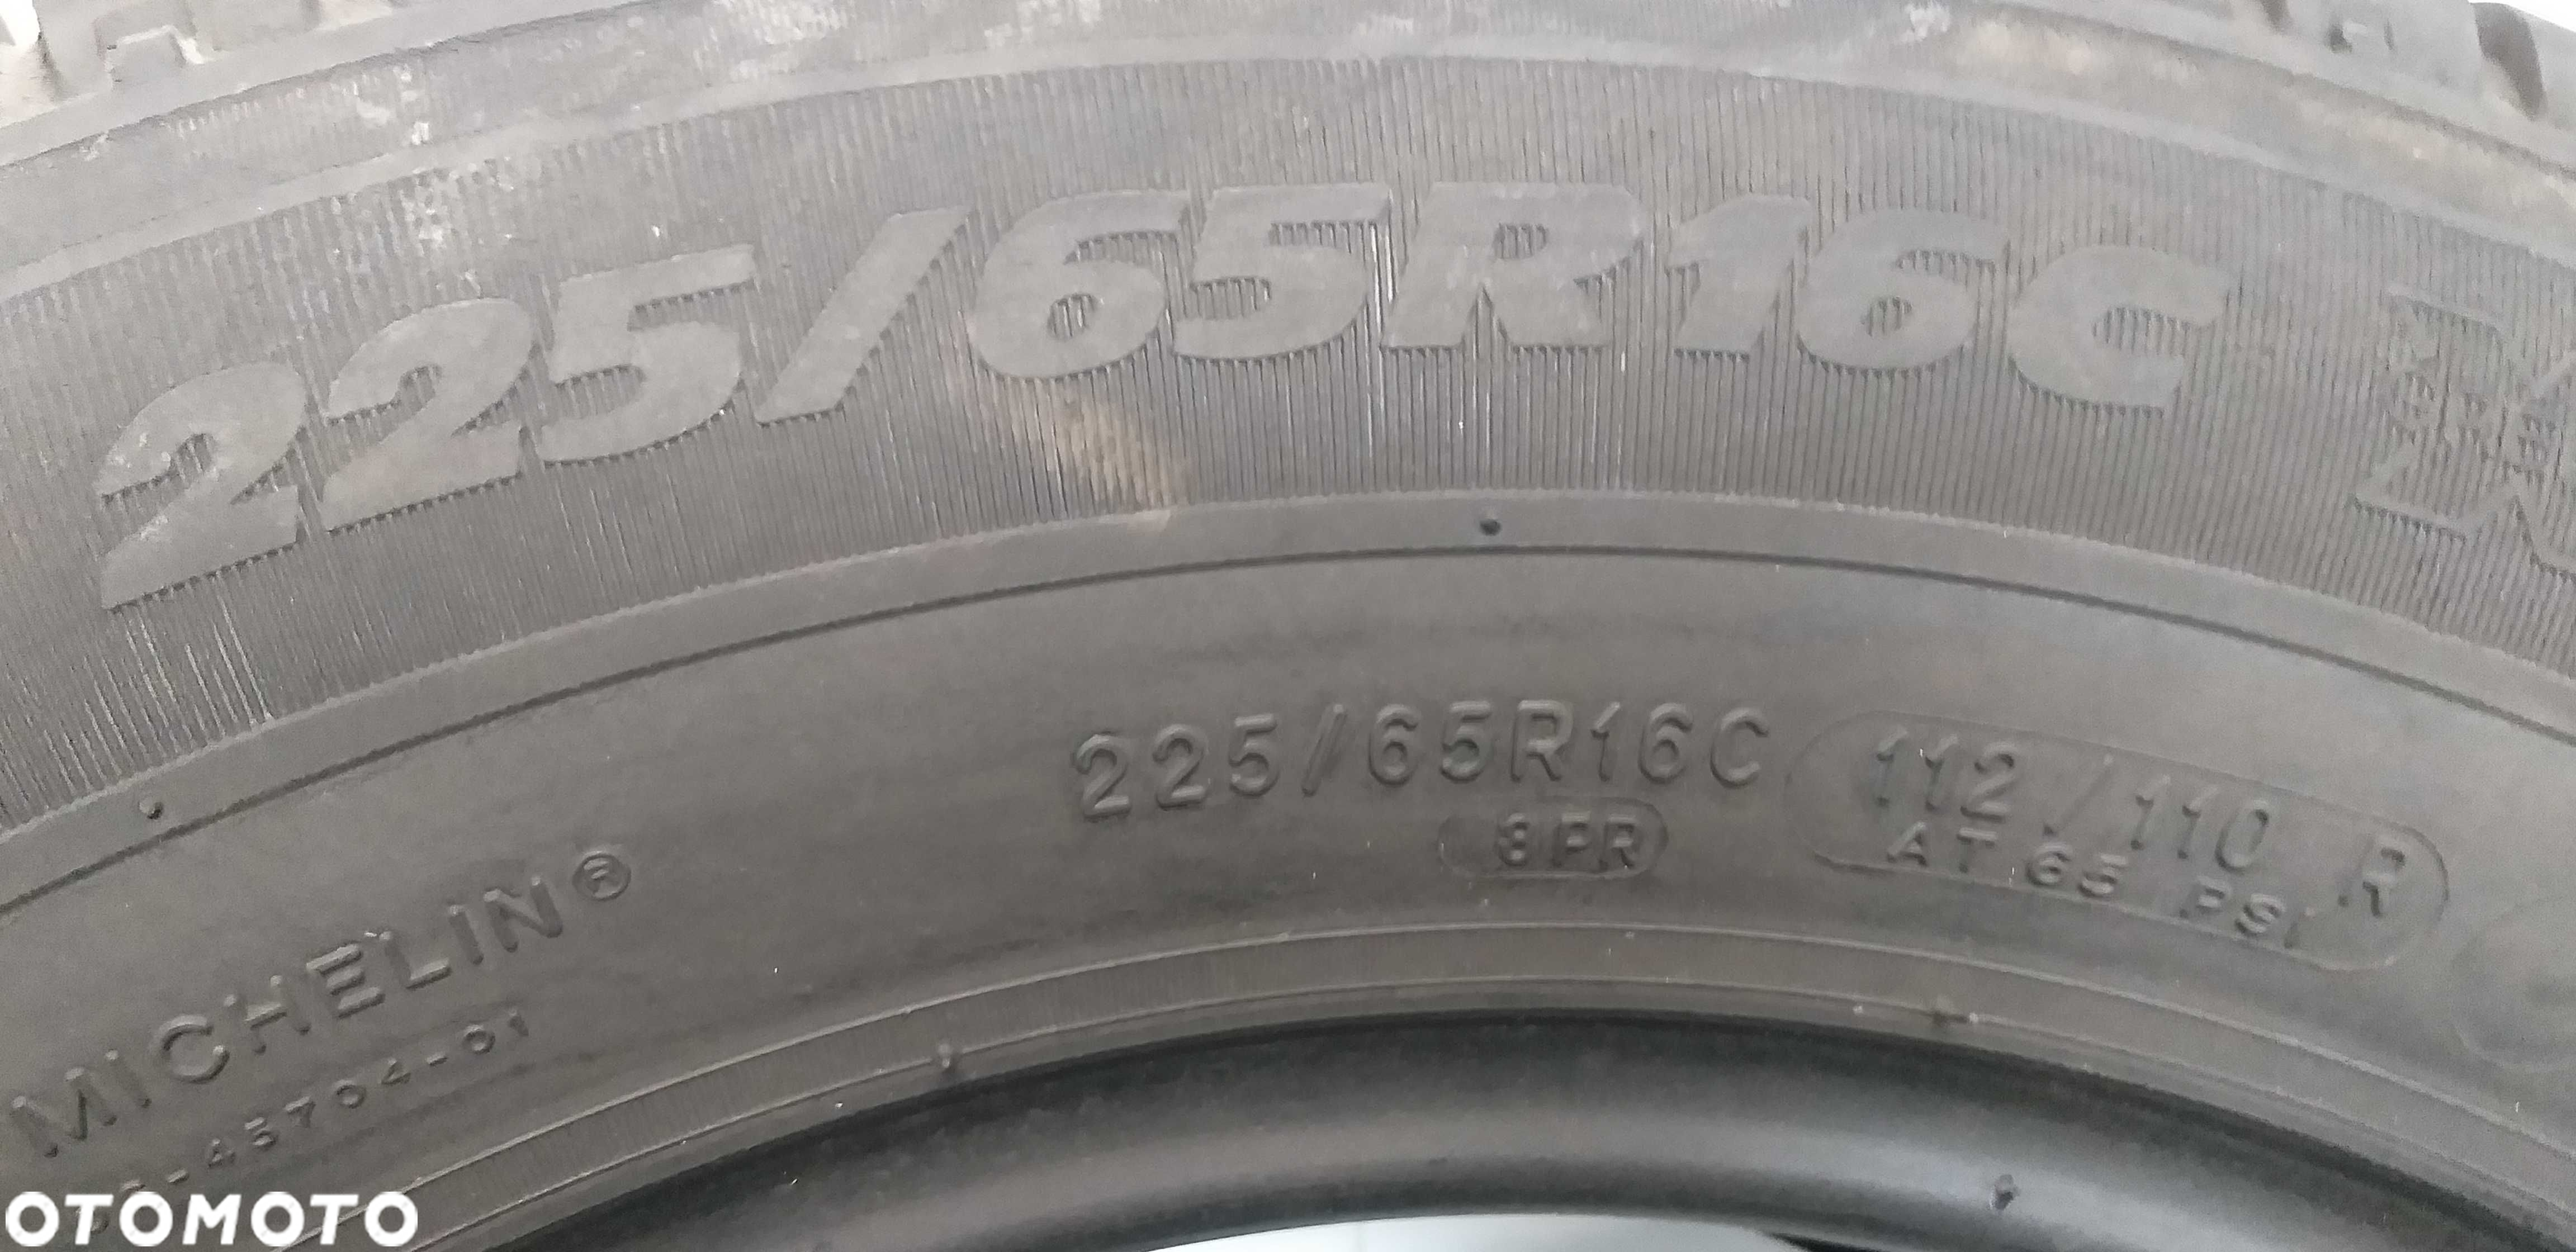 225/65R16C
225/65R16C
8PR
112/110 R
AT 65 PSI
MICHELIN®
OTOMOTO